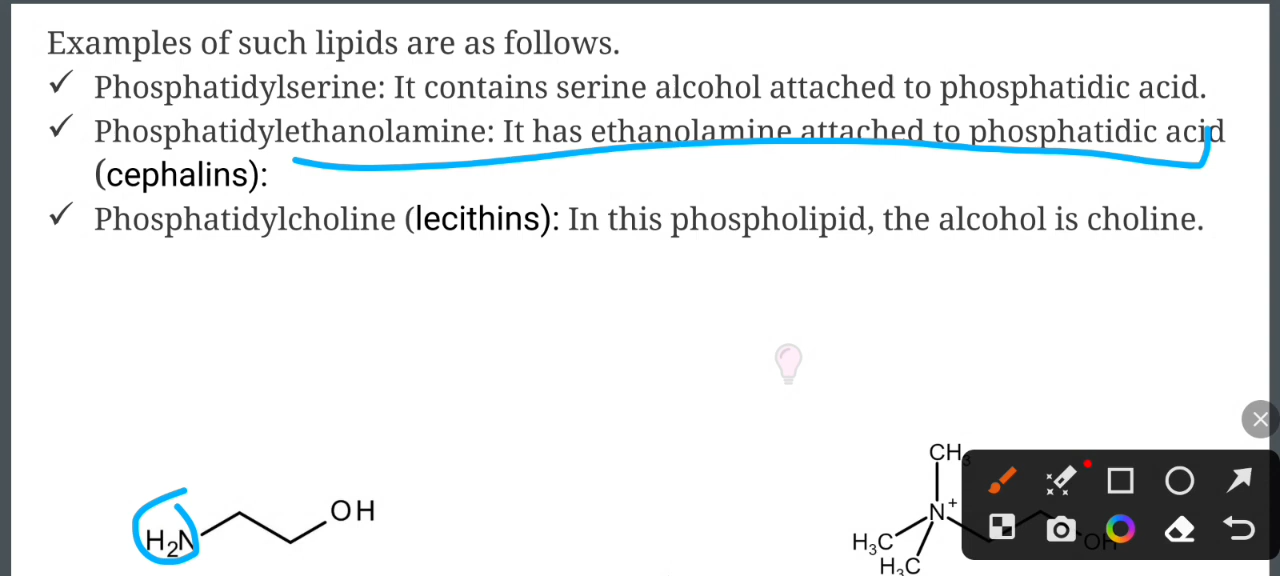 Examples of such lipids are as follows.
✓ Phosphatidylserine: It contains serine alcohol attached to phosphatidic acid.
✓ Phosphatidylethanolamine: It has ethanolamine attached to phosphatidic acid
(cephalins):
✓ Phosphatidylcholine (lecithins): In this phospholipid, the alcohol is choline.
CH₃
OH
N⁺
H₂N
H₃C
OH
H₃C